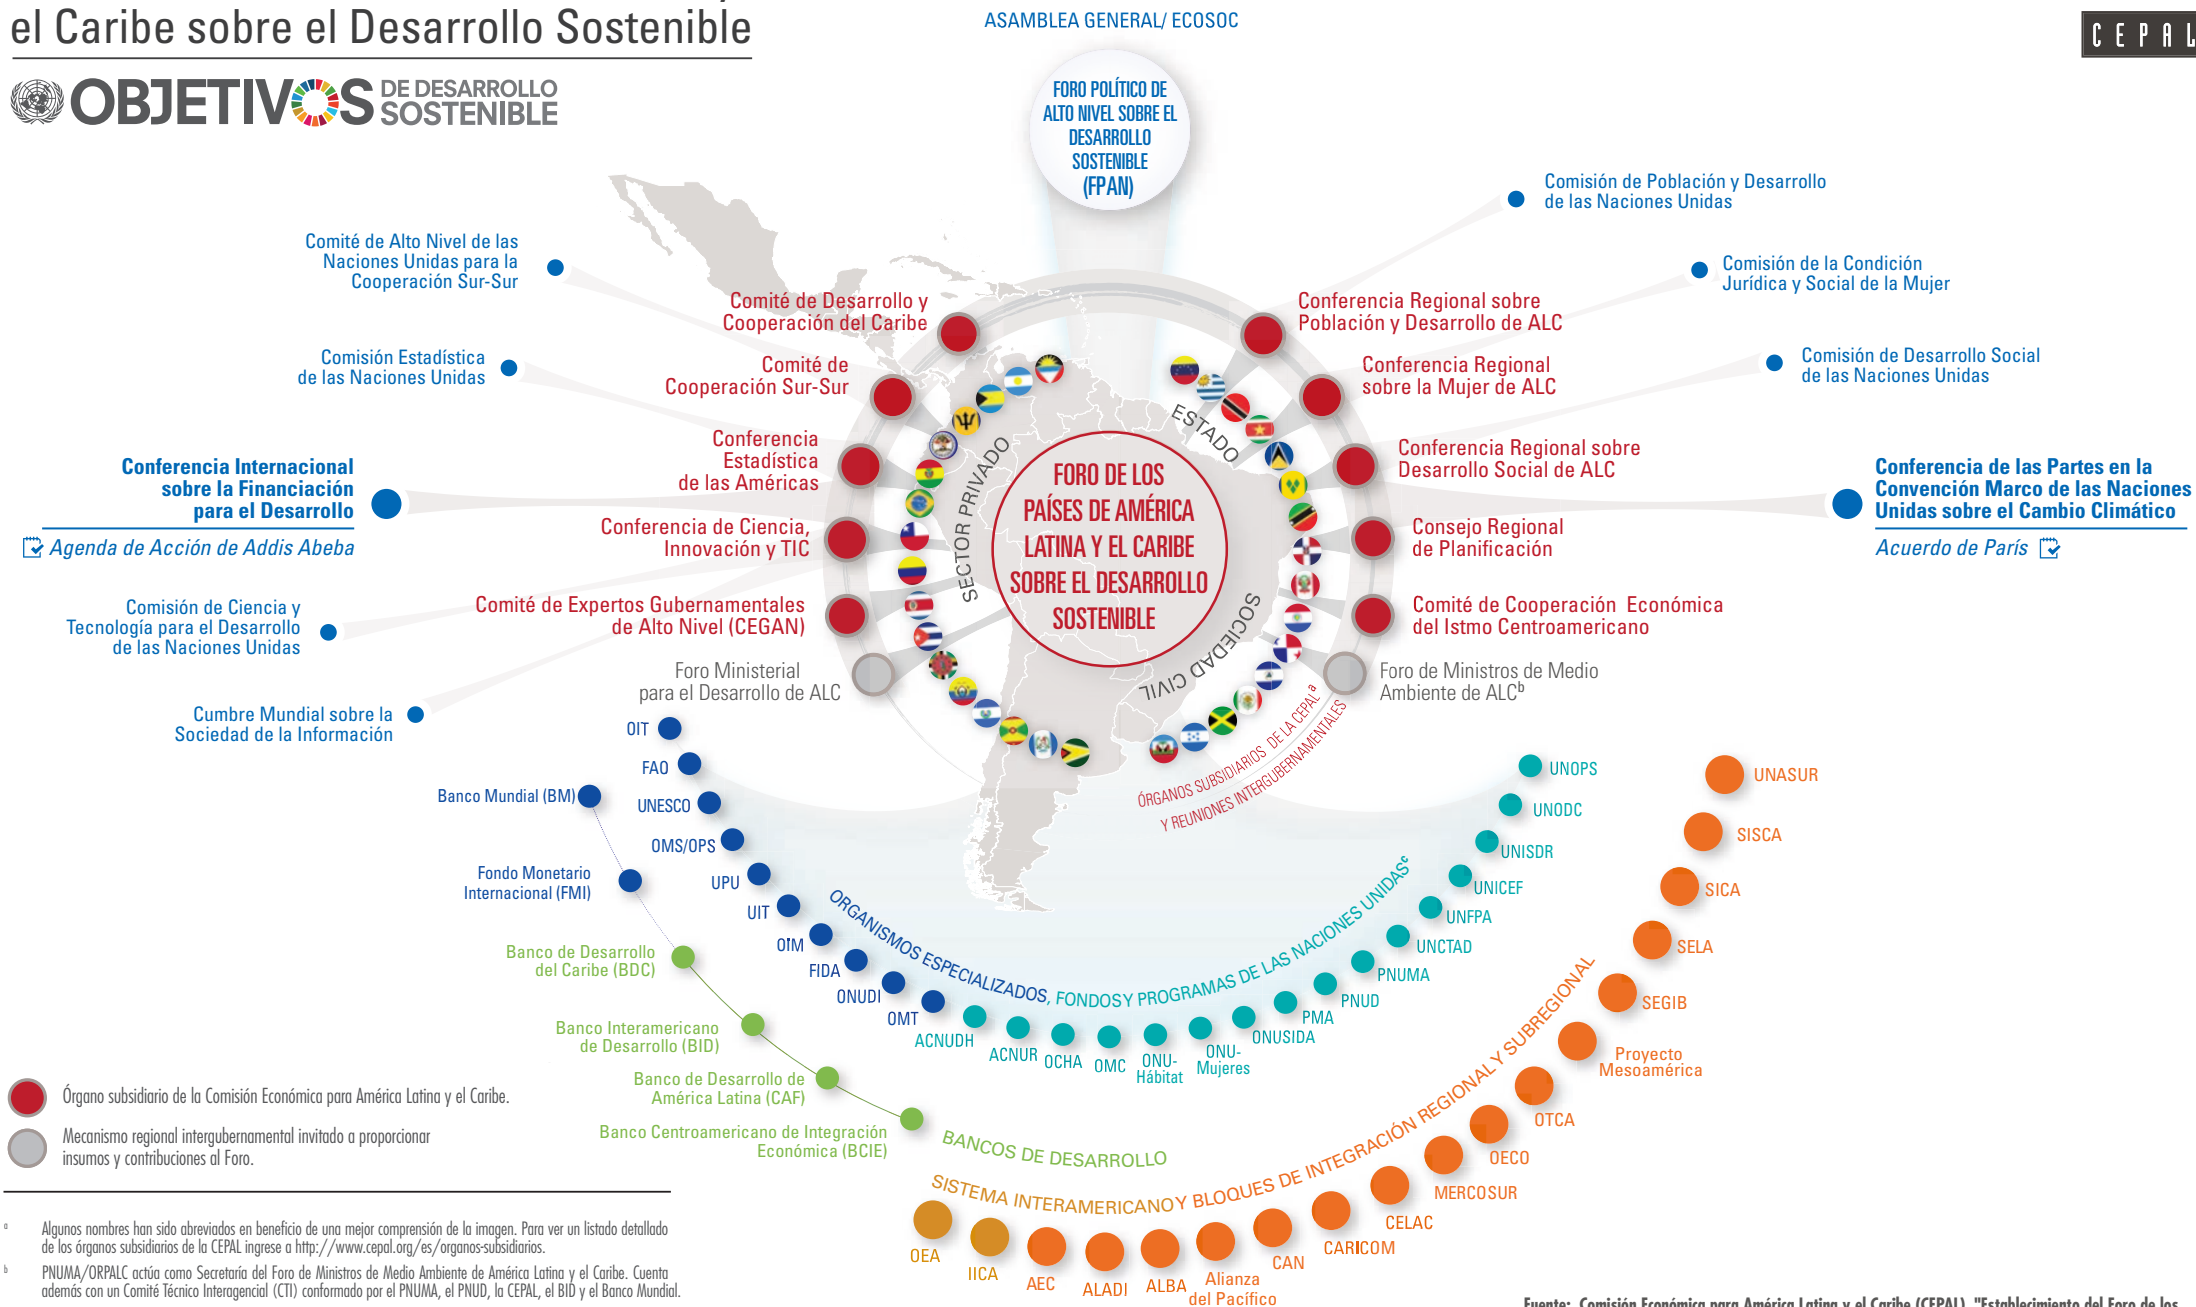 el Caribe sobre el Desarrollo Sostenible
OBJETIVOS DE DESARROLLO
SOSTENIBLE
ASAMBLEA GENERAL/ ECOSOC
CEPAL
FORO POLÍTICO DE
ALTO NIVEL SOBRE EL
DESARROLLO
SOSTENIBLE
(FPAN)
Comité de Alto Nivel de las
Naciones Unidas para la
Cooperación Sur-Sur
Comisión Estadística
de las Naciones Unidas
Conferencia Internacional
sobre la Financiación
para el Desarrollo
Agenda de Acción de Addis Abeba
Comisión de Ciencia y
Tecnología para el Desarrollo
de las Naciones Unidas
Cumbre Mundial sobre la
Sociedad de la Información
Comité de Desarrollo y
Cooperación del Caribe
Comité de
Cooperación Sur-Sur
Conferencia
Estadística
de las Américas
Conferencia de Ciencia,
Innovación y TIC
Comité de Expertos Gubernamentales
de Alto Nivel (CEGAN)
Foro Ministerial
para el Desarrollo de ALC
SECTOR PRIVADO
ESTADO
SOCIEDAD CIVIL
FORO DE LOS
PAÍSES DE AMÉRICA
LATINA Y EL CARIBE
SOBRE EL DESARROLLO
SOSTENIBLE
Conferencia Regional sobre
Población y Desarrollo de ALC
Conferencia Regional
sobre la Mujer de ALC
Conferencia Regional sobre
Desarrollo Social de ALC
Consejo Regional
de Planificación
Comité de Cooperación Económica
del Istmo Centroamericano
Foro de Ministros de Medio
Ambiente de ALCb
ÓRGANOS SUBSIDIARIOS DE LA CEPALa
Y REUNIONES INTERGUBERNAMENTALES
Comisión de Población y Desarrollo
de las Naciones Unidas
Comisión de la Condición
Jurídica y Social de la Mujer
Comisión de Desarrollo Social
de las Naciones Unidas
Conferencia de las Partes en la
Convención Marco de las Naciones
Unidas sobre el Cambio Climático
Acuerdo de París
OIT
FAO
UNESCO
OMS/OPS
UPU
UIT
OIM
FIDA
ONUDI
OMT
ACNUDH
ACNUR
OCHA
OMC
ONU-
Hábitat
ONU-
Mujeres
ONUSIDA
PMA
PNUD
PNUMA
UNCTAD
UNFPA
UNICEF
UNISDR
UNODC
UNOPS
ORGANISMOS ESPECIALIZADOS, FONDOS Y PROGRAMAS DE LAS NACIONES UNIDASc
Banco Mundial (BM)
Fondo Monetario
Internacional (FMI)
Banco de Desarrollo
del Caribe (BDC)
Banco Interamericano
de Desarrollo (BID)
Banco de Desarrollo de
América Latina (CAF)
Banco Centroamericano de Integración
Económica (BCIE)
BANCOS DE DESARROLLO
SISTEMA INTERAMERICANO Y BLOQUES DE INTEGRACIÓN REGIONAL Y SUBREGIONAL
OEA
IICA
AEC
ALADI
ALBA
Alianza
del Pacífico
CAN
CARICOM
CELAC
MERCOSUR
OECO
OTCA
Proyecto
Mesoamérica
SEGIB
SELA
SICA
SISCA
UNASUR
Órgano subsidiario de la Comisión Económica para América Latina y el Caribe.
Mecanismo regional intergubernamental invitado a proporcionar
insumos y contribuciones al Foro.
a Algunos nombres han sido abreviados en beneficio de una mejor comprensión de la imagen. Para ver un listado detallado
de los órganos subsidiarios de la CEPAL ingrese a http://www.cepal.org/es/organos-subsidiarios.
b PNUMA/ORPALC actúa como Secretaría del Foro de Ministros de Medio Ambiente de América Latina y el Caribe. Cuenta
además con un Comité Técnico Interagencial (CTI) conformado por el PNUMA, el PNUD, la CEPAL, el BID y el Banco Mundial.
Fuente: Comisión Económica para América Latina y el Caribe (CEPAL), "Establecimiento del Foro de los